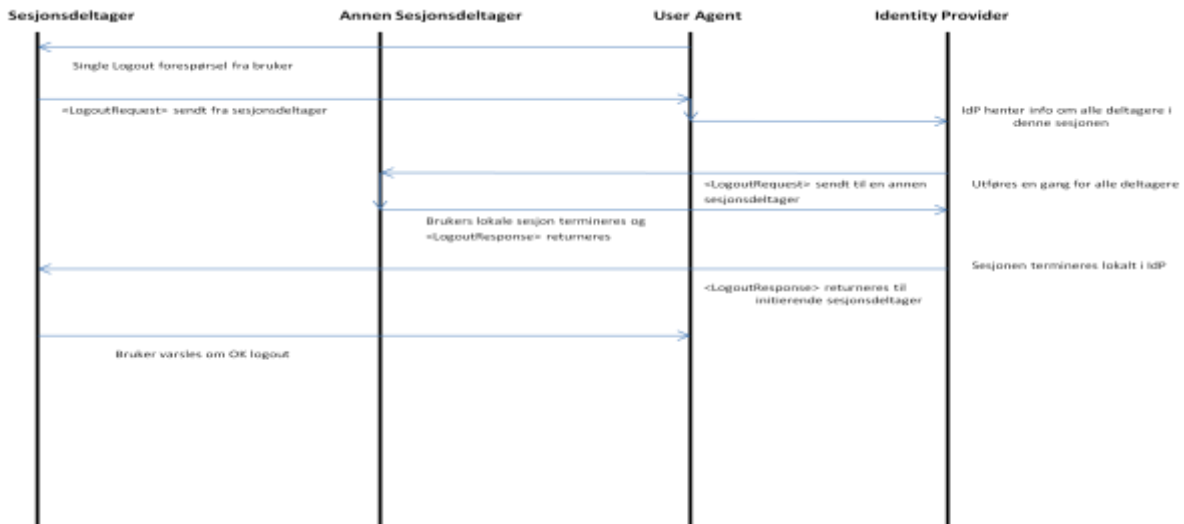 Sesjonsdeltager
Annen Sesjonsdeltager
User Agent
Identity Provider
Single Logout forespørsel fra bruker
<LogoutRequest> sendt fra sesjonsdeltager
IdP henter info om alle deltagere i
denne sesjonen
<LogoutRequest> sendt til en annen
sesjonsdeltager
Utføres en gang for alle deltagere
Brukers lokale sesjon termineres og
<LogoutResponse> returneres
Sesjonen termineres lokalt i IdP
<LogoutResponse> returneres til
initierende sesjonsdeltager
Bruker varsles om OK logout